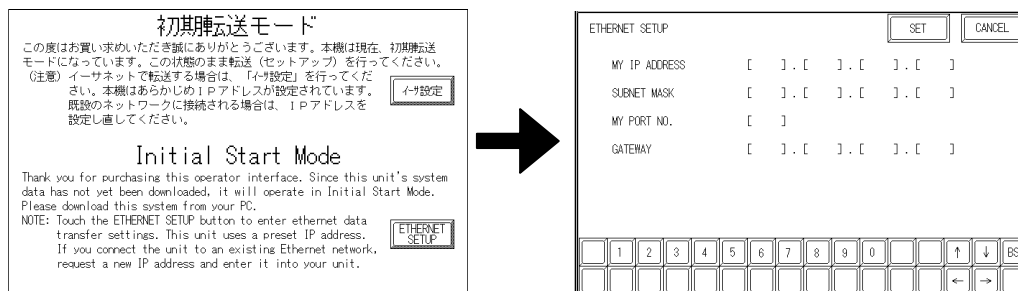 初期転送モード
この度はお買い求めいただき誠にありがとうございます。本機は現在、初期転送
モードになっています。この状態のまま転送（セットアップ）を行ってください。
（注意）イーサネットで転送する場合は、「イーサ設定」を行ってくだ
さい。本機はあらかじめＩＰアドレスが設定されています。
既設のネットワークに接続される場合は、ＩＰアドレスを
設定し直してください。
イーサ設定
Initial Start Mode
Thank you for purchasing this operator interface. Since this unit's system
data has not yet been downloaded, it will operate in Initial Start Mode.
Please download this system from your PC.
NOTE: Touch the ETHERNET SETUP button to enter ethernet data
transfer settings. This unit uses a preset IP address.
If you connect the unit to an existing Ethernet network,
request a new IP address and enter it into your unit.
ETHERNET
SETUP
ETHERNET SETUP SET CANCEL
MY IP ADDRESS [ ].[ ].[ ].[ ]
SUBNET MASK [ ].[ ].[ ].[ ]
MY PORT NO. [ ]
GATEWAY [ ].[ ].[ ].[ ]
1 2 3 4 5 6 7 8 9 0 ↑ ↓ BS
← →